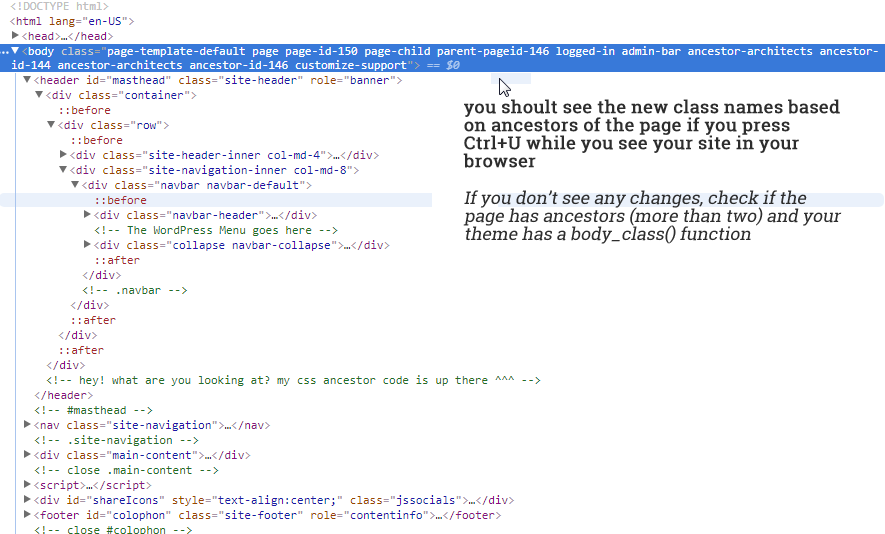 <!DOCTYPE html>
<html lang="en-US">
<head>…</head>
…<body class="page-template-default page page-id-150 page-child parent-pageid-146 logged-in admin-bar ancestor-architects ancestor-
id-144 ancestor-architects ancestor-id-146 customize-support"> == $0
<header id="masthead" class="site-header" role="banner">
<div class="container">
::before
<div class="row">
::before
<div class="site-header-inner col-md-4">…</div>
<div class="site-navigation-inner col-md-8">
<div class="navbar navbar-default">
::before
<div class="navbar-header">…</div>
<!-- The WordPress Menu goes here -->
<div class="collapse navbar-collapse">…</div>
::after
</div>
<!-- .navbar -->
</div>
::after
</div>
::after
</div>
<!-- hey! what are you looking at? my css ancestor code is up there ^^^ -->
</header>
<!-- #masthead -->
<nav class="site-navigation">…</nav>
<!-- .site-navigation -->
<div class="main-content">…</div>
<!-- close .main-content -->
<script>…</script>
<div id="shareIcons" style="text-align:center;" class="jssocials">…</div>
<footer id="colophon" class="site-footer" role="contentinfo">…</footer>
<!-- close #colophon -->
you shoult see the new class names based
on ancestors of the page if you press
Ctrl+U while you see your site in your
browser
If you don't see any changes, check if the
page has ancestors (more than two) and your
theme has a body_class() function